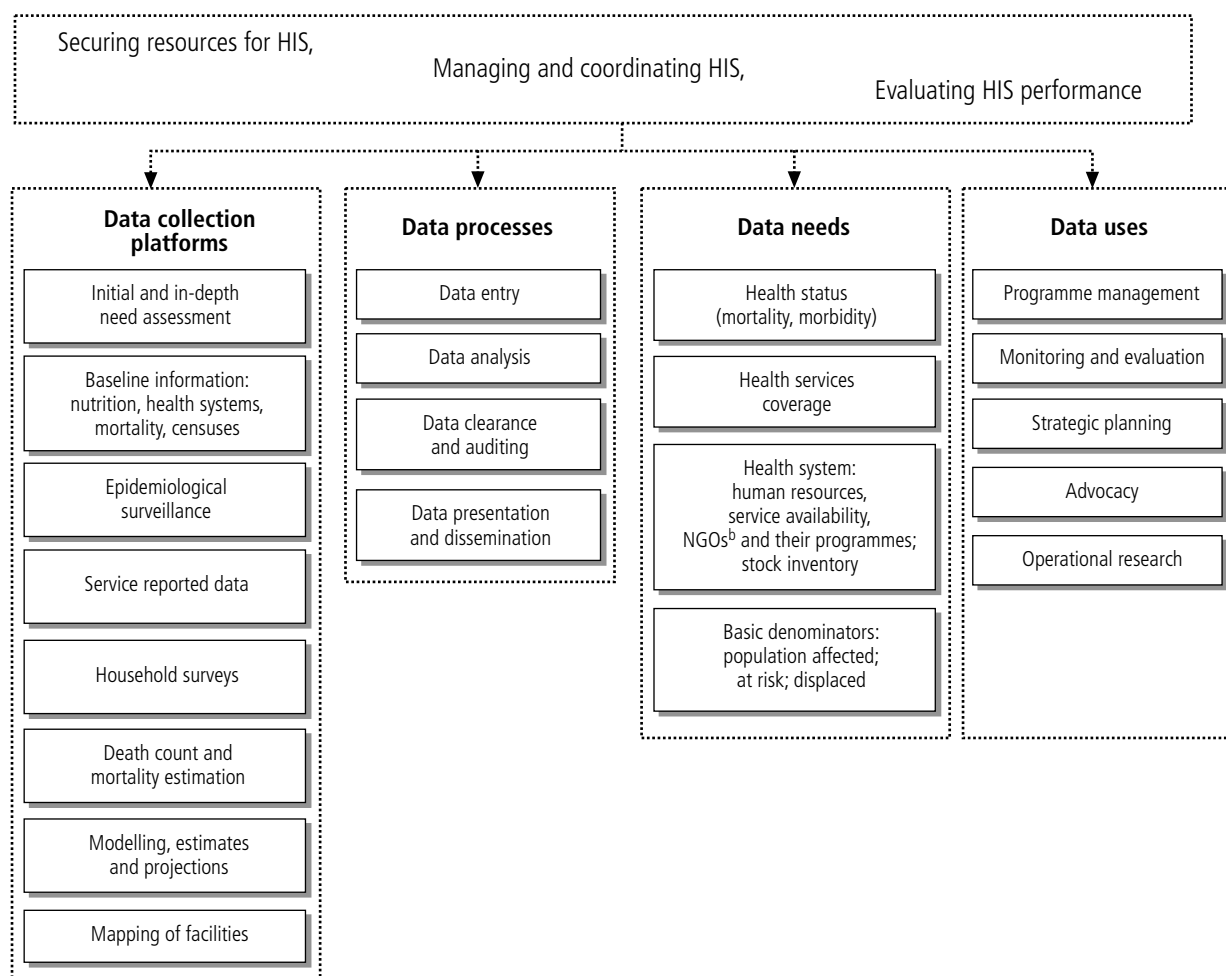 Securing resources for HIS,
Managing and coordinating HIS,
Evaluating HIS performance
Data collection
platforms
Initial and in-depth
need assessment
Baseline information:
nutrition, health systems,
mortality, censuses
Epidemiological
surveillance
Service reported data
Household surveys
Death count and
mortality estimation
Modelling, estimates
and projections
Mapping of facilities
Data processes
Data entry
Data analysis
Data clearance
and auditing
Data presentation
and dissemination
Data needs
Health status
(mortality, morbidity)
Health services
coverage
Health system:
human resources,
service availability,
NGOsᵇ and their programmes;
stock inventory
Basic denominators:
population affected;
at risk; displaced
Data uses
Programme management
Monitoring and evaluation
Strategic planning
Advocacy
Operational research